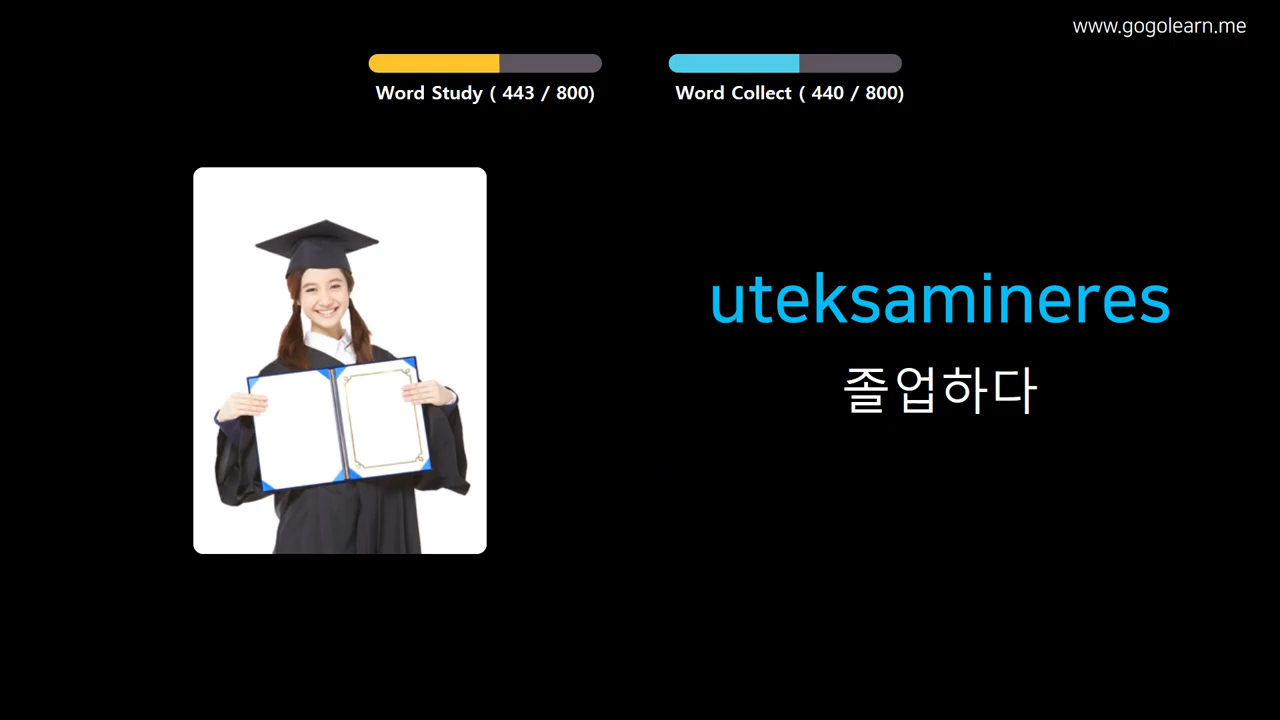 www.gogolearn.me
Word Study ( 443 / 800)
Word Collect ( 440 / 800)
uteksamineres
졸업하다